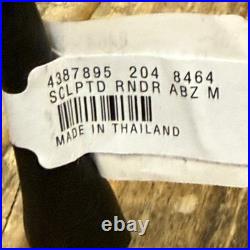 4387895 204 8464
SCLPTD RNDR ABZ M
MADE IN THAILAND